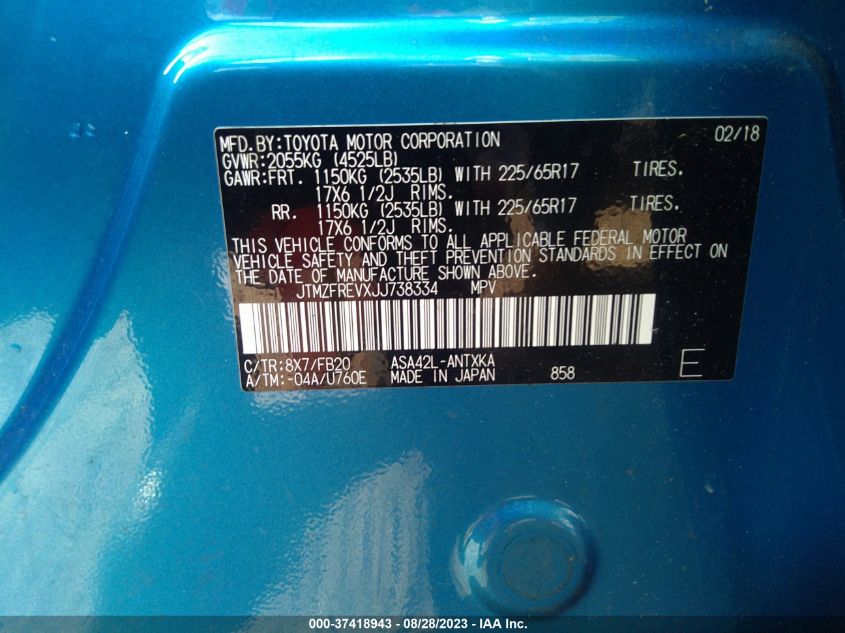 MFD.BY:TOYOTA MOTOR CORPORATION 02/18
GVWR:2055KG (4525LB)
GAWR:FRT. 1150KG (2535LB) WITH 225/65R17 TIRES.
17X6 1/2J RIMS.
RR. 1150KG (2535LB) WITH 225/65R17 TIRES.
17X6 1/2J RIMS.
THIS VEHICLE CONFORMS TO ALL APPLICABLE FEDERAL MOTOR
VEHICLE SAFETY AND THEFT PREVENTION STANDARDS IN EFFECT ON
THE DATE OF MANUFACTURE SHOWN ABOVE.
JTMZFREVXJJ738334 MPV
C/TR:8X7/FB20 ASA42L-ANTXKA
A/TM:-04A/U760E MADE IN JAPAN 858 E
000-37418943 - 08/28/2023 - IAA Inc.